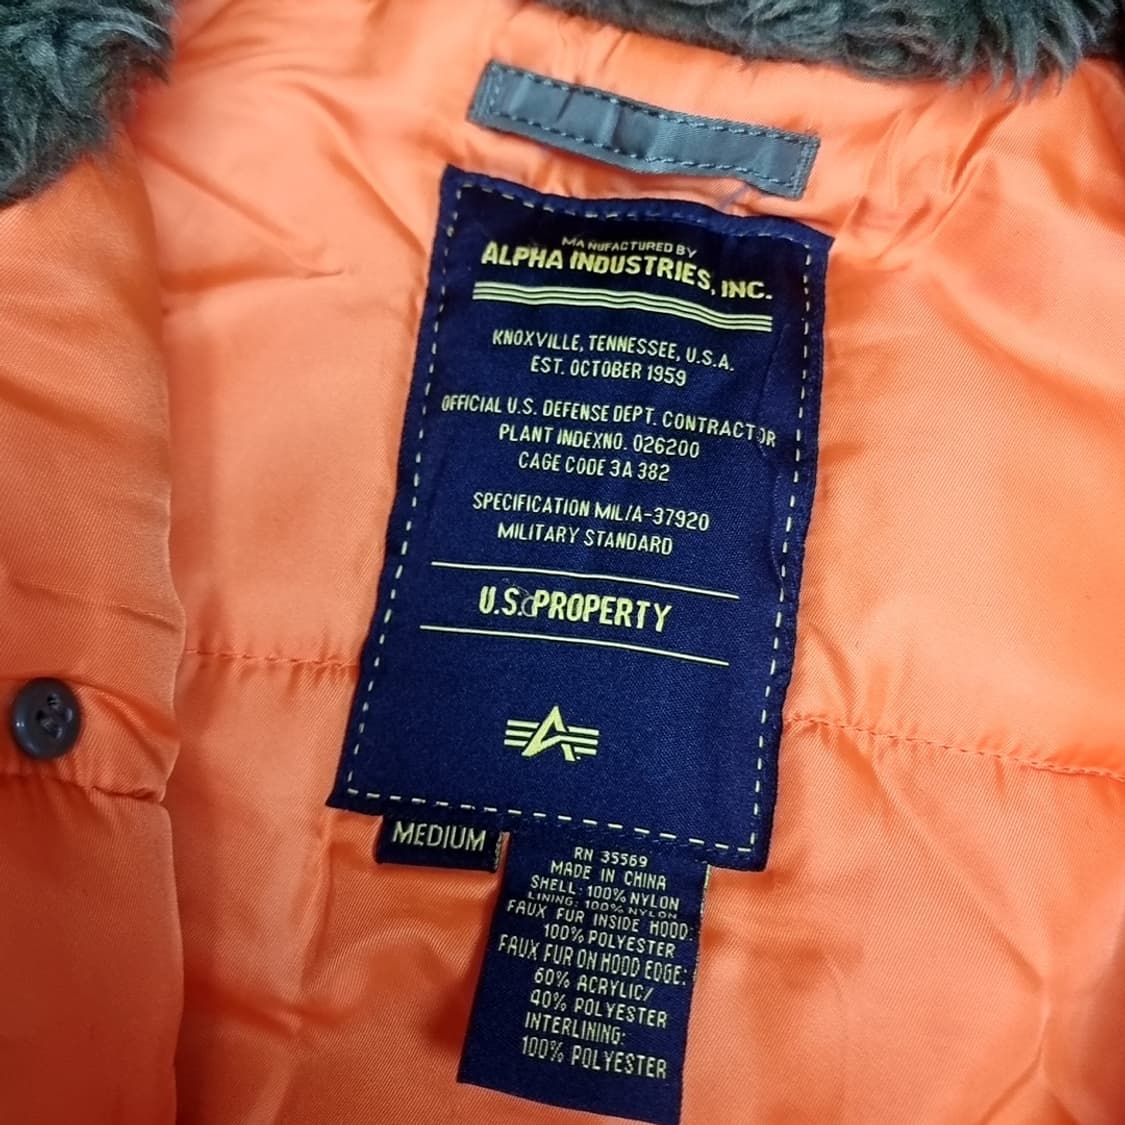 MANUFACTURED BY
ALPHA INDUSTRIES, INC.
KNOXVILLE, TENNESSEE, U.S.A.
EST. OCTOBER 1959
OFFICIAL U.S. DEFENSE DEPT. CONTRACTOR
PLANT INDEXNO. 026200
CAGE CODE 3A 382
SPECIFICATION MIL/A-37920
MILITARY STANDARD
U.S. PROPERTY
MEDIUM
RN 35569
MADE IN CHINA
SHELL: 100% NYLON
LINING: 100% NYLON
FAUX FUR INSIDE HOOD:
100% POLYESTER
FAUX FUR ON HOOD EDGE:
60% ACRYLIC/
40% POLYESTER
INTERLINING:
100% POLYESTER